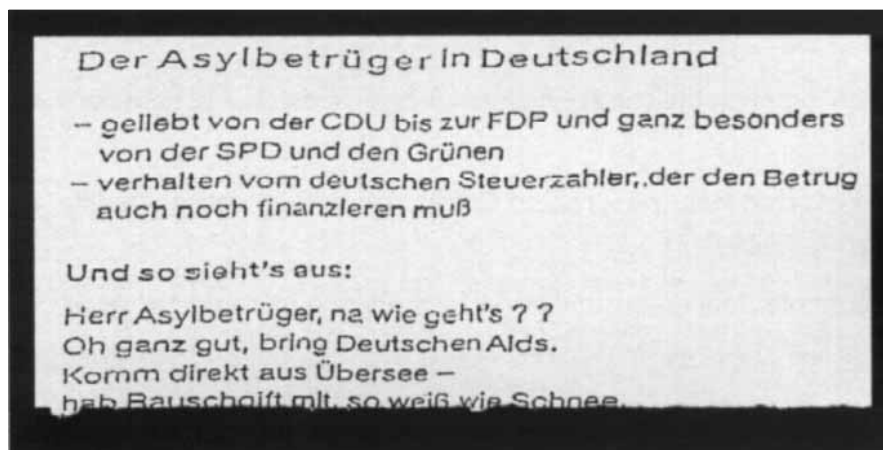 Der Asylbetrüger in Deutschland
– geliebt von der CDU bis zur FDP und ganz besonders
von der SPD und den Grünen
– verhalten vom deutschen Steuerzahler, der den Betrug
auch noch finanzieren muß
Und so sieht's aus:
Herr Asylbetrüger, na wie geht's ? ?
Oh ganz gut, bring Deutschen Aids.
Komm direkt aus Übersee –
hab Rauschgift mit, so weiß wie Schnee.